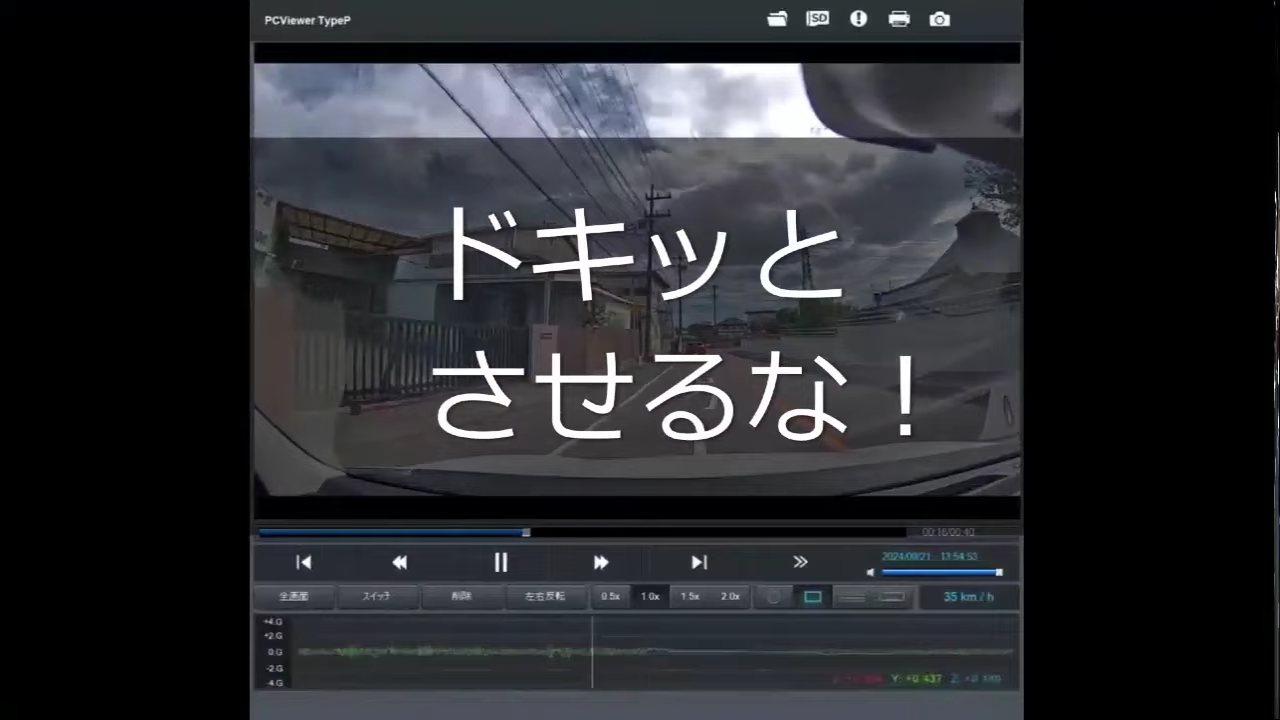 PCViewer TypeP
SD
ドキッと
させるな！
00:16/00:40
2024/08/21 13:54:53
全画面 スイッチ 削除 左右反転 0.5x 1.0x 1.5x 2.0x 35 km / h
+4.G
+2.G
0.G
-2.G
-4.G
Y: +0.437